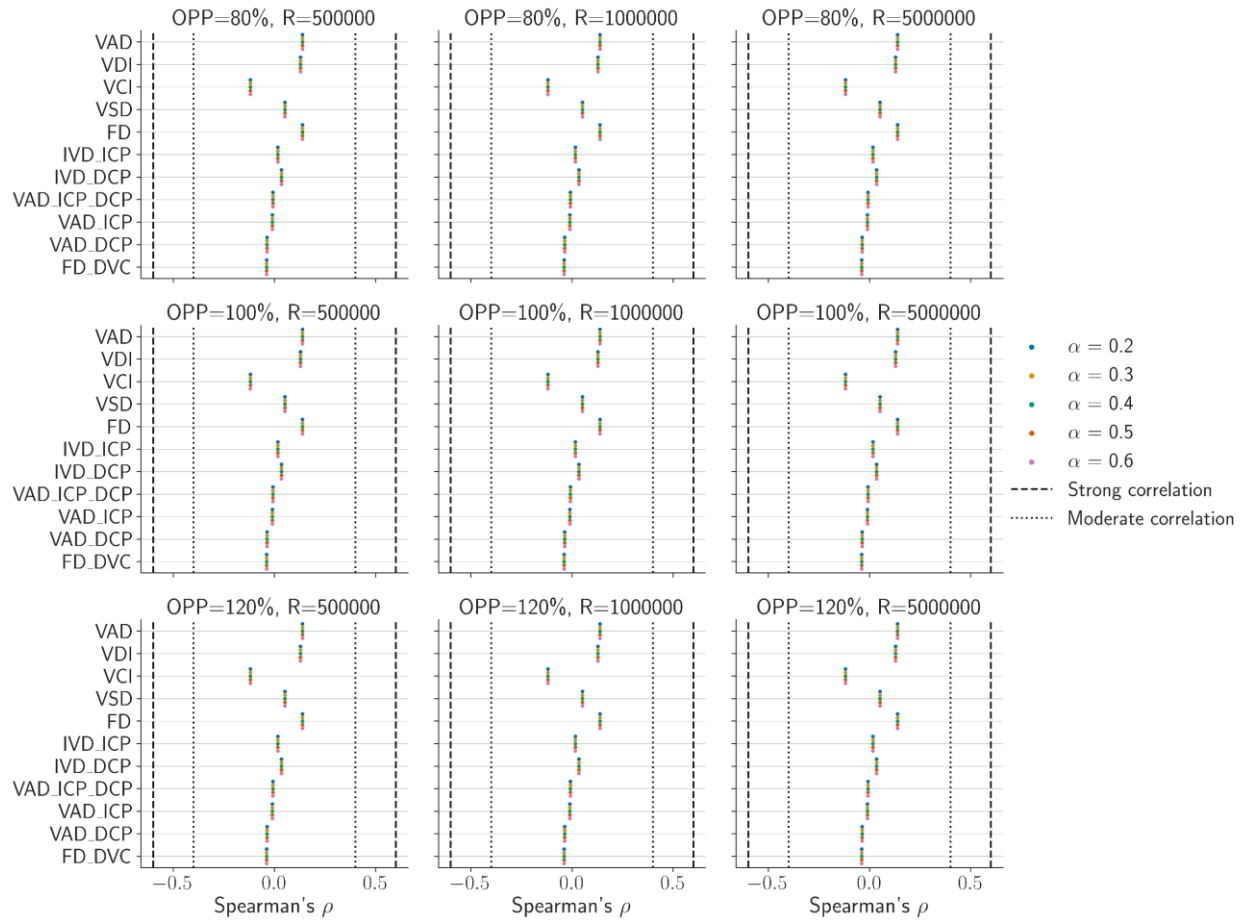 OPP=80%, R=500000
OPP=80%, R=1000000
OPP=80%, R=5000000
VAD
VDI
VCI
VSD
FD
IVD_ICP
IVD_DCP
VAD_ICP_DCP
VAD_ICP
VAD_DCP
FD_DVC
−0.5
0.0
0.5
−0.5
0.0
0.5
−0.5
0.0
0.5
OPP=100%, R=500000
OPP=100%, R=1000000
OPP=100%, R=5000000
VAD
VDI
VCI
VSD
FD
IVD_ICP
IVD_DCP
VAD_ICP_DCP
VAD_ICP
VAD_DCP
FD_DVC
α = 0.2
α = 0.3
α = 0.4
α = 0.5
α = 0.6
Strong correlation
Moderate correlation
OPP=120%, R=500000
OPP=120%, R=1000000
OPP=120%, R=5000000
VAD
VDI
VCI
VSD
FD
IVD_ICP
IVD_DCP
VAD_ICP_DCP
VAD_ICP
VAD_DCP
FD_DVC
Spearman's ρ
Spearman's ρ
Spearman's ρ